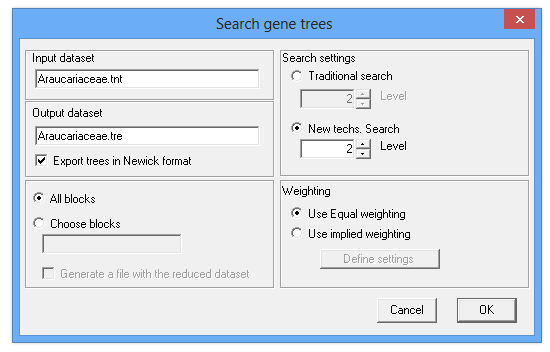 Search gene trees
Input dataset
Araucariaceae.tnt
Output dataset
Araucariaceae.tre
Export trees in Newick format
All blocks
Choose blocks
Generate a file with the reduced dataset
Search settings
Traditional search
2 Level
New techs. Search
2 Level
Weighting
Use Equal weighting
Use implied weighting
Define settings
Cancel OK